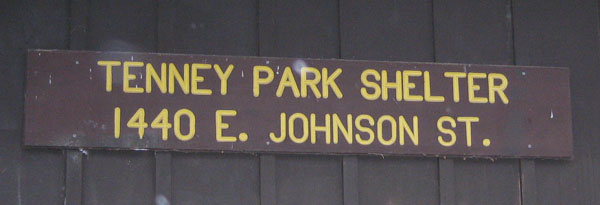 TENNEY PARK SHELTER
1440 E. JOHNSON ST.